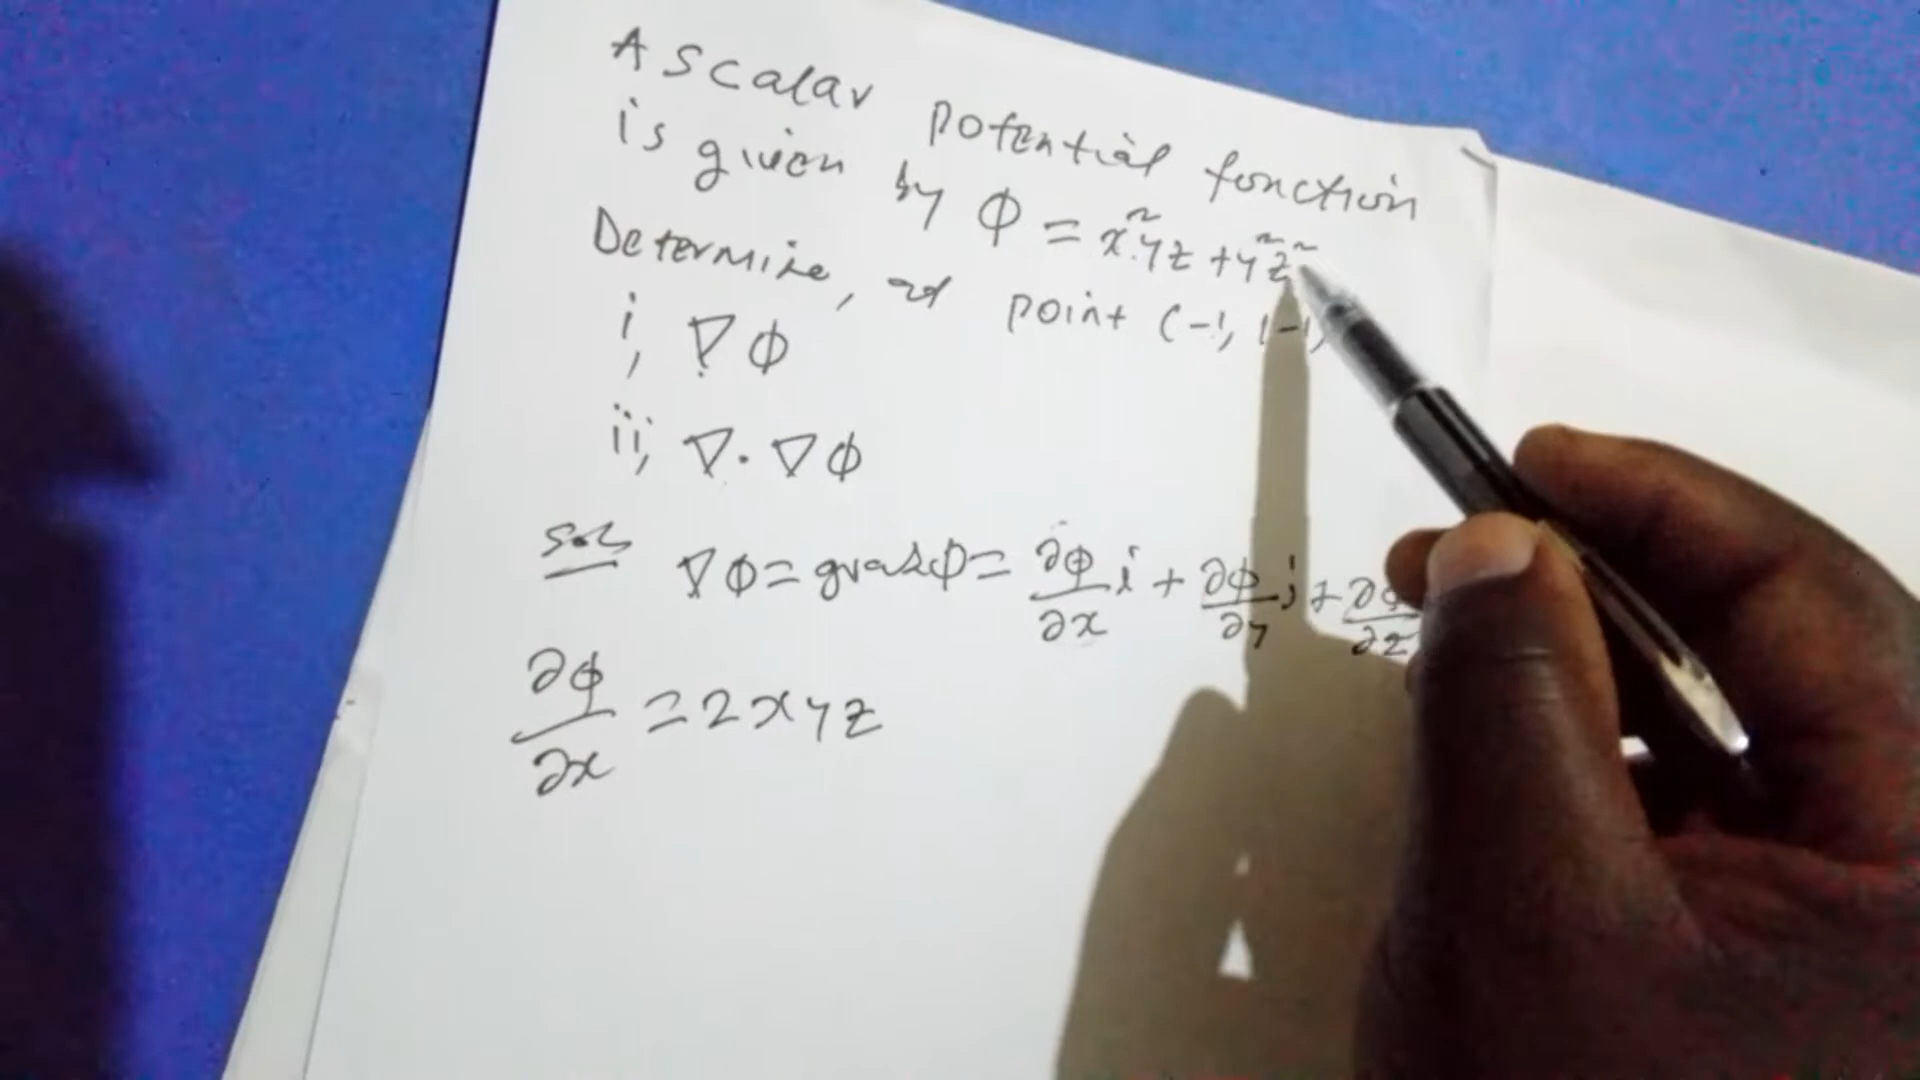 A scalar potential function
is given by ϕ = x²yz + y²z²
Determine, at point (-1, 1 -1,
i, ∇ϕ
ii, ∇·∇ϕ
Sol ∇ϕ = gradϕ = ∂ϕ/∂x i + ∂ϕ/∂y j + ∂ϕ/∂z
∂ϕ/∂x = 2xyz